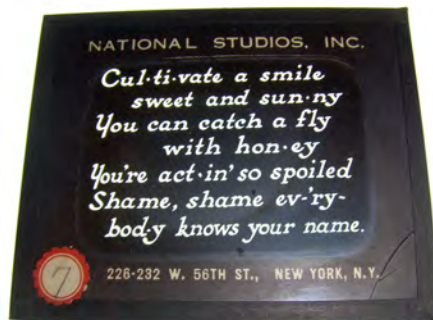 NATIONAL STUDIOS, INC.
Cul·ti·vate a smile
sweet and sun·ny
You can catch a fly
with hon·ey
You're act·in' so spoiled
Shame, shame ev-'ry-
bod·y knows your name.
7
226-232 W. 56TH ST., NEW YORK, N.Y.